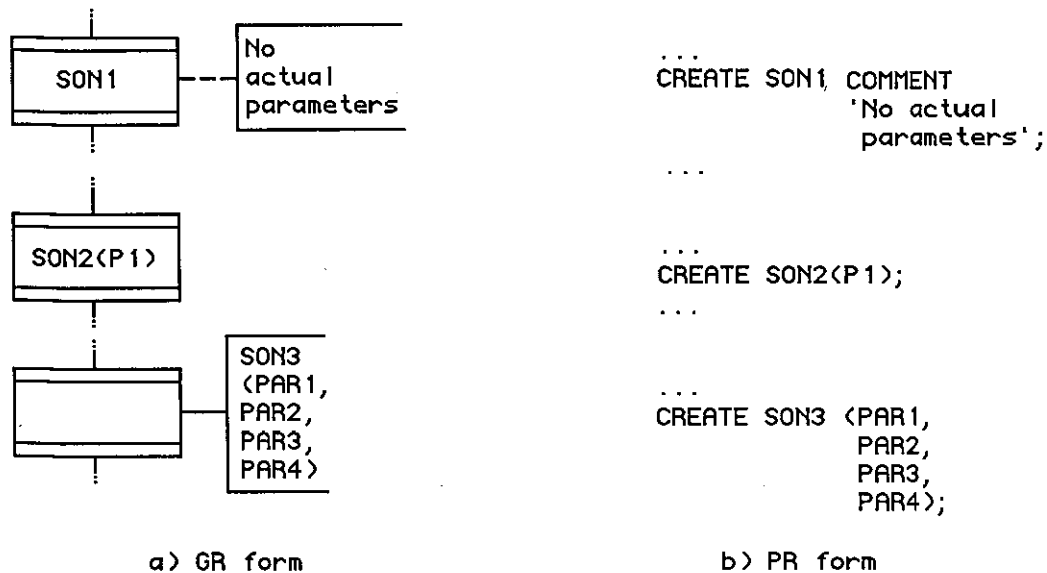 SON1
No
actual
parameters
SON2(P1)
SON3
(PAR1,
PAR2,
PAR3,
PAR4)
a) GR form
...
CREATE SON1, COMMENT
'No actual
parameters';
...
...
CREATE SON2(P1);
...
...
CREATE SON3 (PAR1,
PAR2,
PAR3,
PAR4);
b) PR form